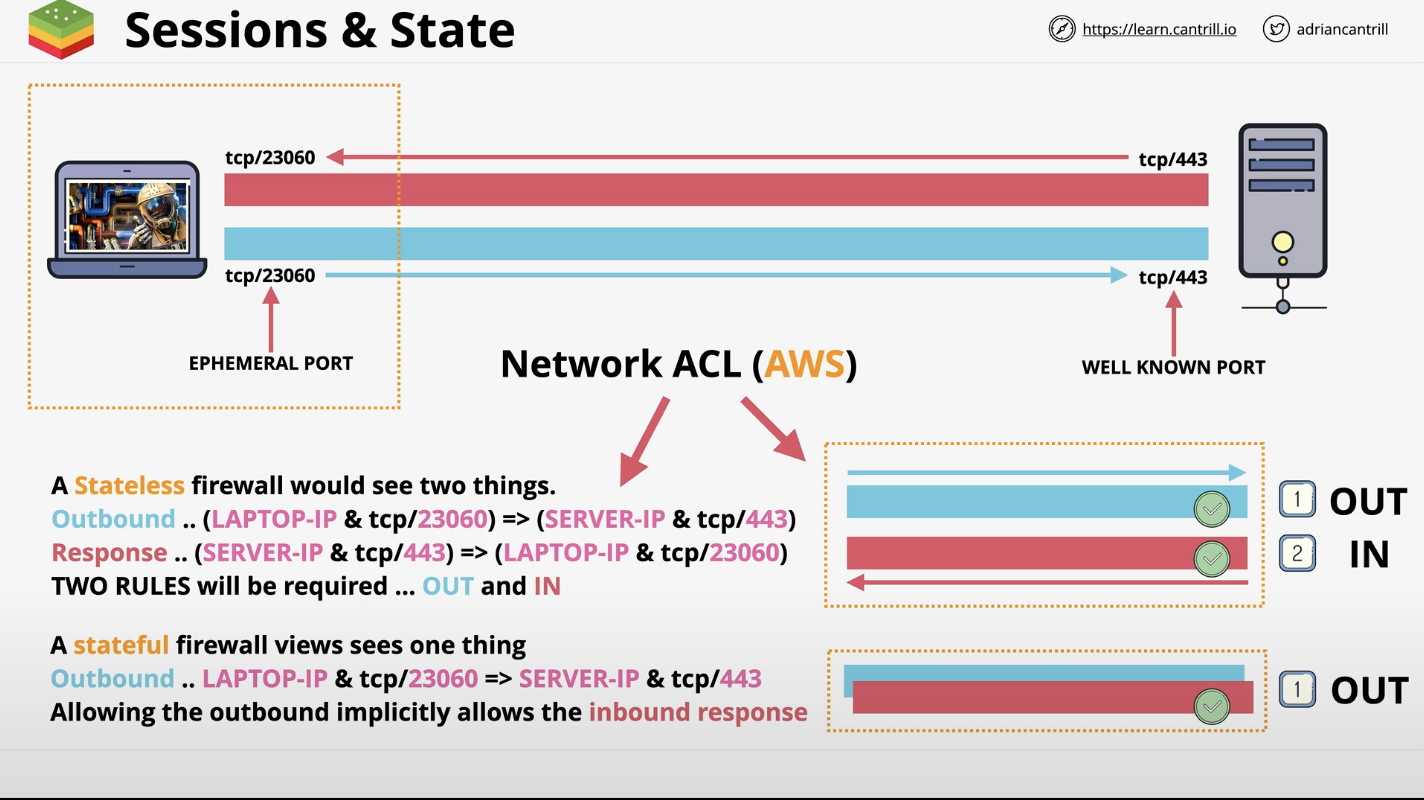 Sessions & State
https://learn.cantrill.io
adriancantrill
tcp/23060
tcp/443
tcp/23060
tcp/443
EPHEMERAL PORT
WELL KNOWN PORT
Network ACL (AWS)
A Stateless firewall would see two things.
Outbound .. (LAPTOP-IP & tcp/23060) => (SERVER-IP & tcp/443)
Response .. (SERVER-IP & tcp/443) => (LAPTOP-IP & tcp/23060)
TWO RULES will be required ... OUT and IN
1 OUT
2 IN
A stateful firewall views sees one thing
Outbound .. LAPTOP-IP & tcp/23060 => SERVER-IP & tcp/443
Allowing the outbound implicitly allows the inbound response
1 OUT